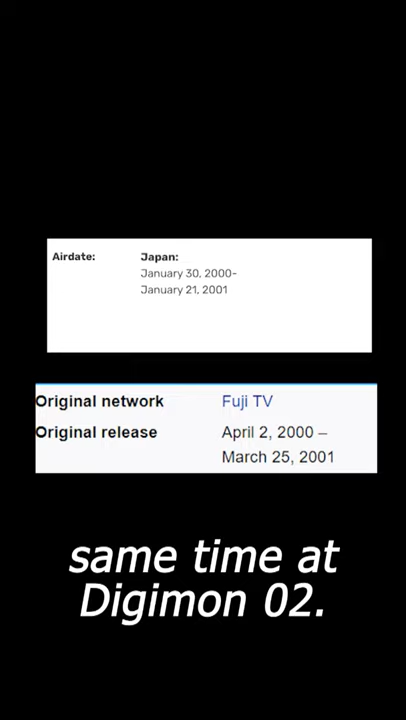 Airdate: Japan:
January 30, 2000-
January 21, 2001
Original network Fuji TV
Original release April 2, 2000 –
March 25, 2001
same time at
Digimon 02.